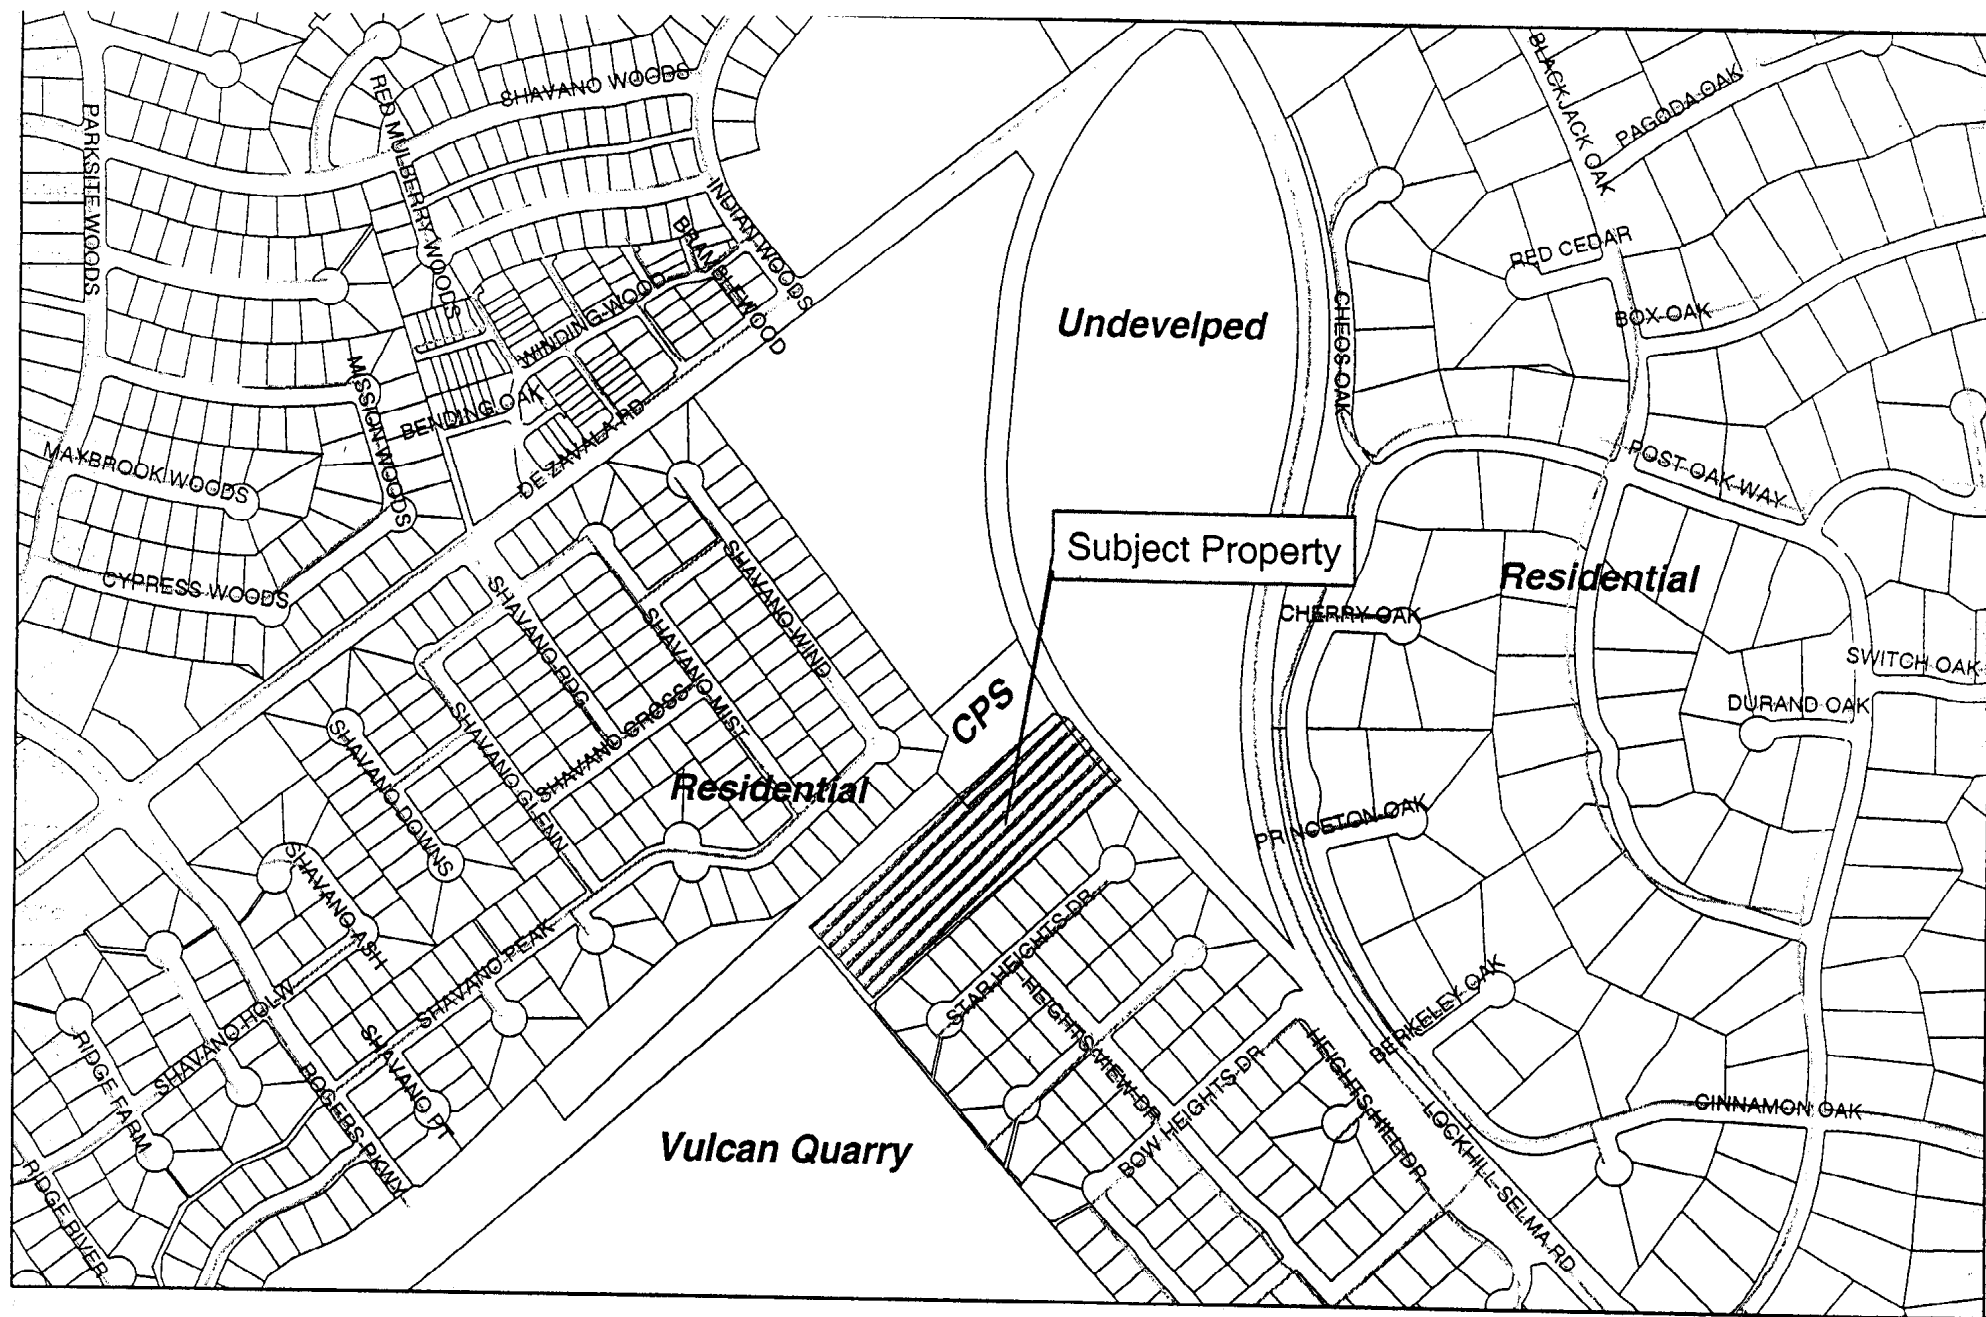 SHAVANO WOODS
BLACKJACK OAK
PAGODA OAK
RED MULBERRY WOODS
PARKSITE WOODS
INDIAN WOODS
BRAMBLEWOOD
RED CEDAR
BOX OAK
Undevelped
CHEOS OAK
WINDING WOOD
MISSION WOODS
BENDING OAK
DE ZAVALA RD
MAYBROOK WOODS
POST OAK WAY
Subject Property
CYPRESS WOODS
SHAVANO RDG
SHAVANO WIND
SHAVANO MIST
Residential
CHERRY OAK
SWITCH OAK
DURAND OAK
CPS
SHAVANO CROSS
SHAVANO GLENN
SHAVANO DOWNS
Residential
PRINCETON OAK
SHAVANO ASH
STAR HEIGHTS DR
SHAVANO PEAK
SHAVANO HOLW
HEIGHTS VIEW DR
BERKELEY OAK
RIDGE FARM
SHAVANO PT
ROGERS PKWY
BOW HEIGHTS DR
HEIGHTS HILL DR
CINNAMON OAK
LOCKHILL-SELMA RD
Vulcan Quarry
RIDGE RIVER